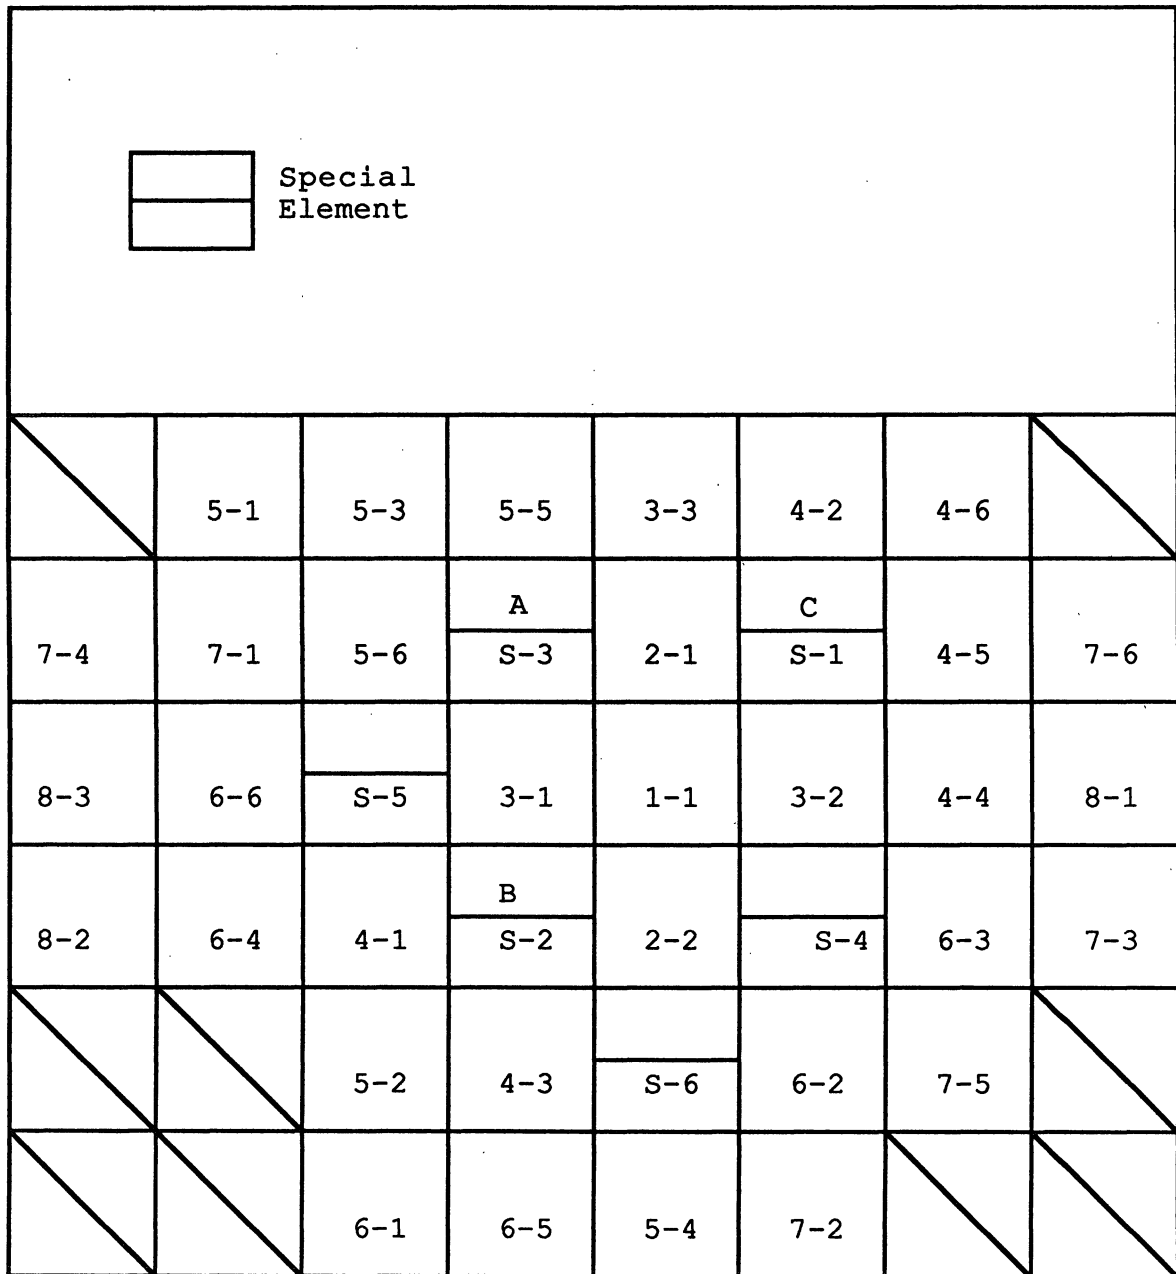 Special
Element
5-1 5-3 5-5 3-3 4-2 4-6
A C
7-4 7-1 5-6 S-3 2-1 S-1 4-5 7-6
8-3 6-6 S-5 3-1 1-1 3-2 4-4 8-1
B
8-2 6-4 4-1 S-2 2-2 S-4 6-3 7-3
5-2 4-3 S-6 6-2 7-5
6-1 6-5 5-4 7-2